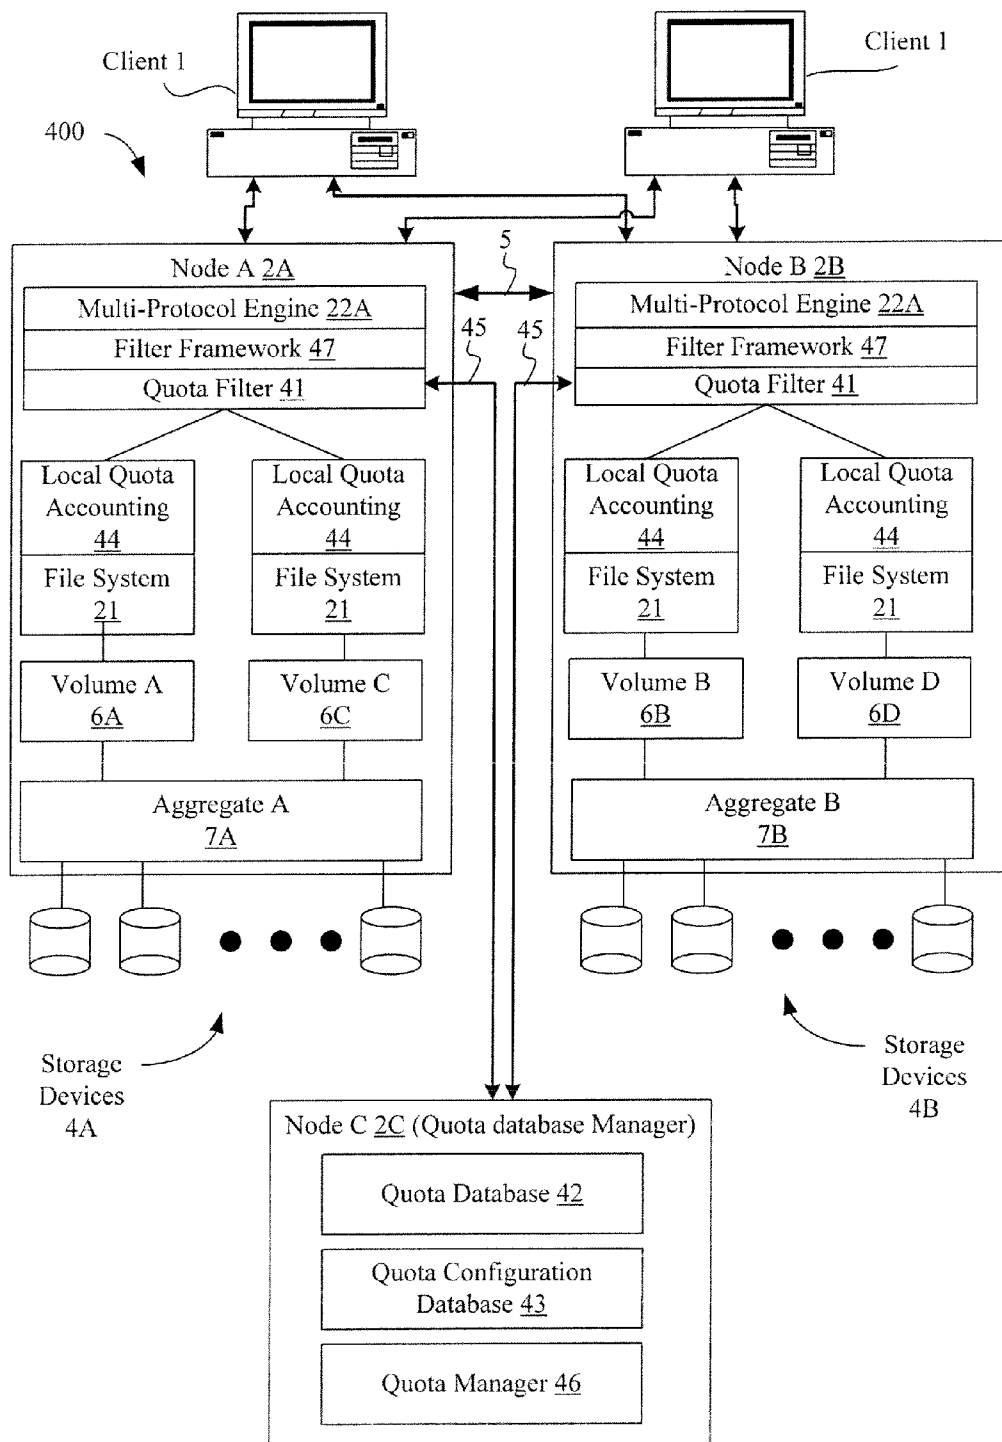 Client 1
Client 1
400
5
Node A 2A
Multi-Protocol Engine 22A
Filter Framework 47
Quota Filter 41
45
45
Node B 2B
Multi-Protocol Engine 22A
Filter Framework 47
Quota Filter 41
Local Quota
Accounting
44
File System
21
Local Quota
Accounting
44
File System
21
Local Quota
Accounting
44
File System
21
Local Quota
Accounting
44
File System
21
Volume A
6A
Volume C
6C
Volume B
6B
Volume D
6D
Aggregate A
7A
Aggregate B
7B
Storage
Devices
4A
Storage
Devices
4B
Node C 2C (Quota database Manager)
Quota Database 42
Quota Configuration
Database 43
Quota Manager 46